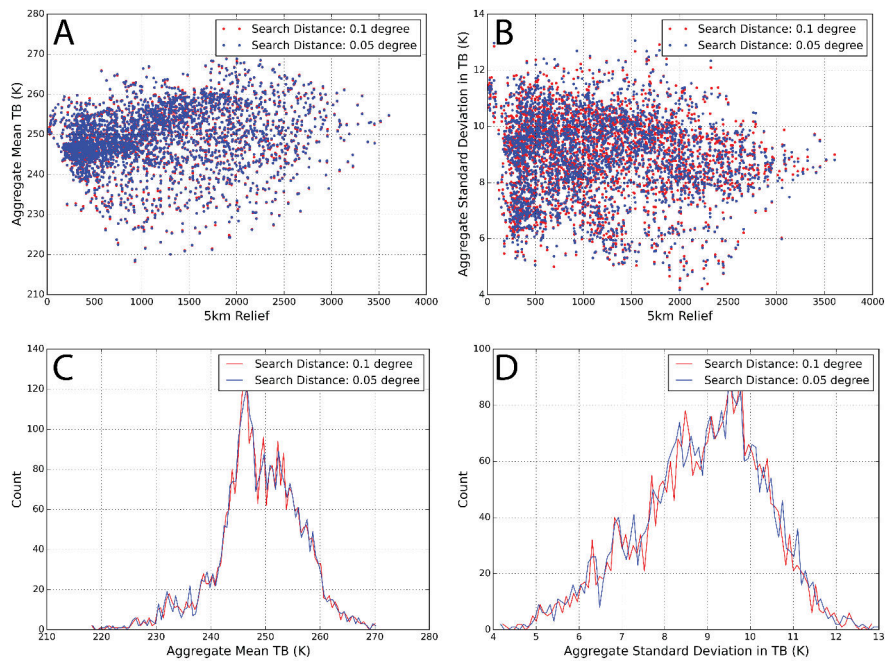 A
Search Distance: 0.1 degree
Search Distance: 0.05 degree
Aggregate Mean TB (K)
280
270
260
250
240
230
220
210
0 500 1000 1500 2000 2500 3000 3500 4000
5km Relief
B
Search Distance: 0.1 degree
Search Distance: 0.05 degree
Aggregate Standard Deviation in TB (K)
14
12
10
8
6
4
0 500 1000 1500 2000 2500 3000 3500 4000
5km Relief
C
Search Distance: 0.1 degree
Search Distance: 0.05 degree
Count
140
120
100
80
60
40
20
0
210 220 230 240 250 260 270 280
Aggregate Mean TB (K)
D
Search Distance: 0.1 degree
Search Distance: 0.05 degree
Count
100
80
60
40
20
0
4 5 6 7 8 9 10 11 12 13
Aggregate Standard Deviation in TB (K)